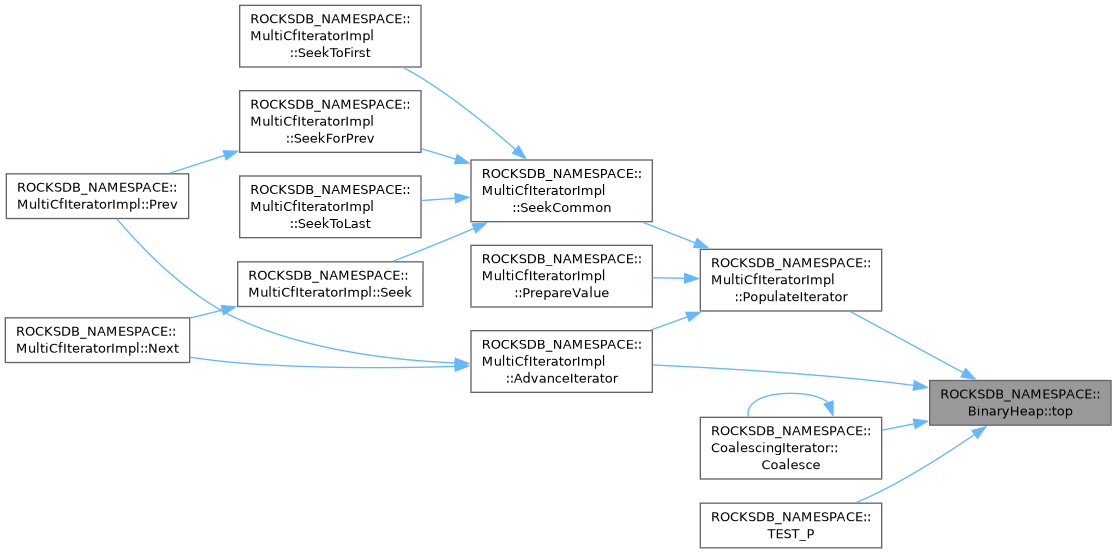 ROCKSDB_NAMESPACE::
MultiCfIteratorImpl
::SeekToFirst
ROCKSDB_NAMESPACE::
MultiCfIteratorImpl
::SeekForPrev
ROCKSDB_NAMESPACE::
MultiCfIteratorImpl::Prev
ROCKSDB_NAMESPACE::
MultiCfIteratorImpl
::SeekToLast
ROCKSDB_NAMESPACE::
MultiCfIteratorImpl
::SeekCommon
ROCKSDB_NAMESPACE::
MultiCfIteratorImpl::Seek
ROCKSDB_NAMESPACE::
MultiCfIteratorImpl
::PrepareValue
ROCKSDB_NAMESPACE::
MultiCfIteratorImpl
::PopulateIterator
ROCKSDB_NAMESPACE::
MultiCfIteratorImpl::Next
ROCKSDB_NAMESPACE::
MultiCfIteratorImpl
::AdvanceIterator
ROCKSDB_NAMESPACE::
BinaryHeap::top
ROCKSDB_NAMESPACE::
CoalescingIterator::
Coalesce
ROCKSDB_NAMESPACE::
TEST_P